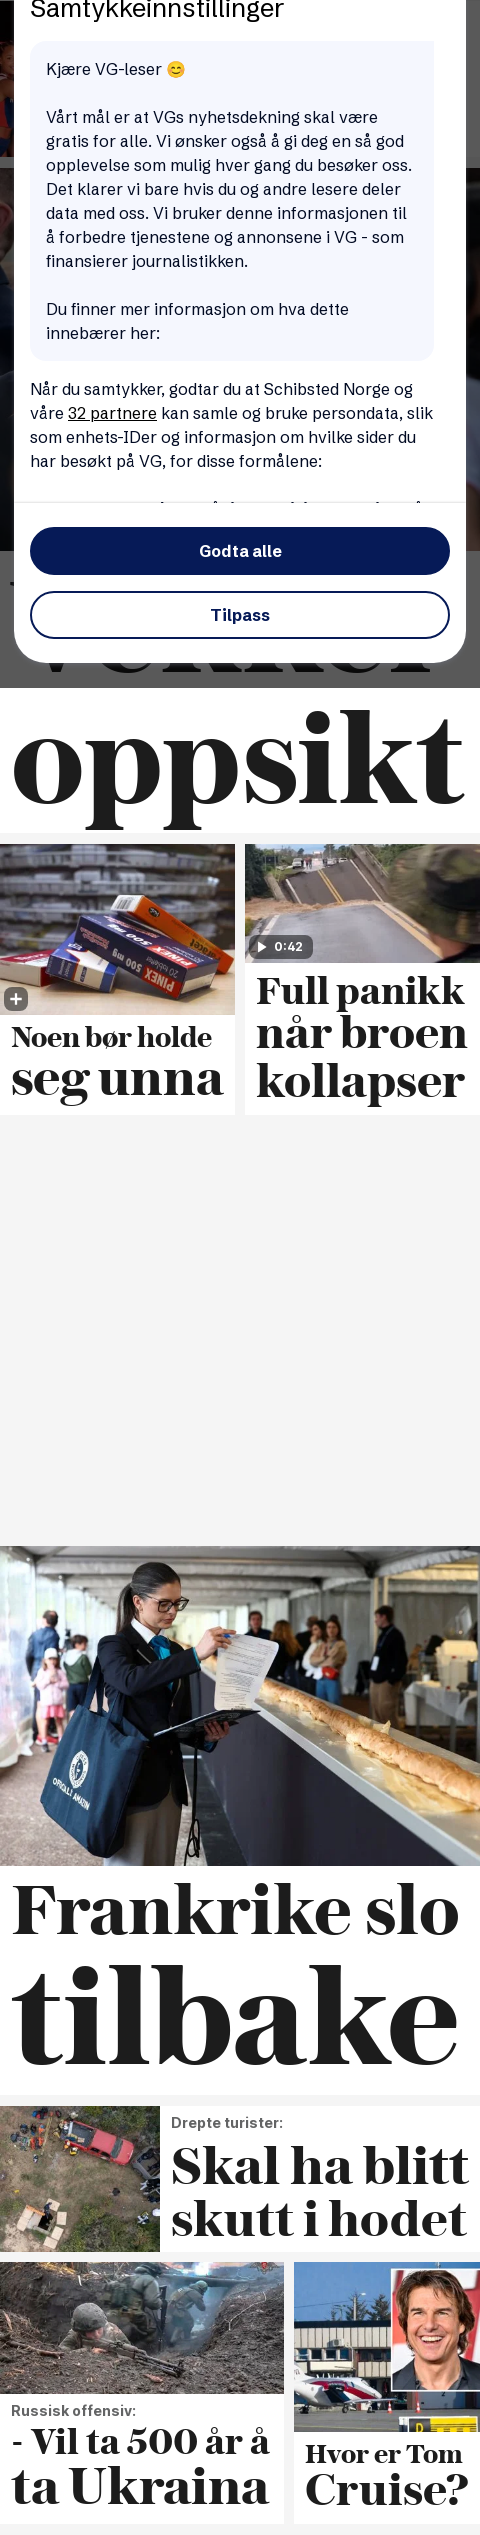 Samtykkeinnstillinger
Kjære VG-leser 😊
Vårt mål er at VGs nyhetsdekning skal være
gratis for alle. Vi ønsker også å gi deg en så god
opplevelse som mulig hver gang du besøker oss.
Det klarer vi bare hvis du og andre lesere deler
data med oss. Vi bruker denne informasjonen til
å forbedre tjenestene og annonsene i VG - som
finansierer journalistikken.
Du finner mer informasjon om hva dette
innebærer her:
Når du samtykker, godtar du at Schibsted Norge og
våre 32 partnere kan samle og bruke persondata, slik
som enhets-IDer og informasjon om hvilke sider du
har besøkt på VG, for disse formålene:
Godta alle
Tilpass
oppsikt
PINEX 500 mg
20 tabletter
500 mg
0:42
Noen bør holde
seg unna
Full panikk
når broen
kollapser
Frankrike slo
tilbake
Drepte turister:
Skal ha blitt
skutt i hodet
Russisk offensiv:
- Vil ta 500 år å
ta Ukraina
D
Hvor er Tom
Cruise?